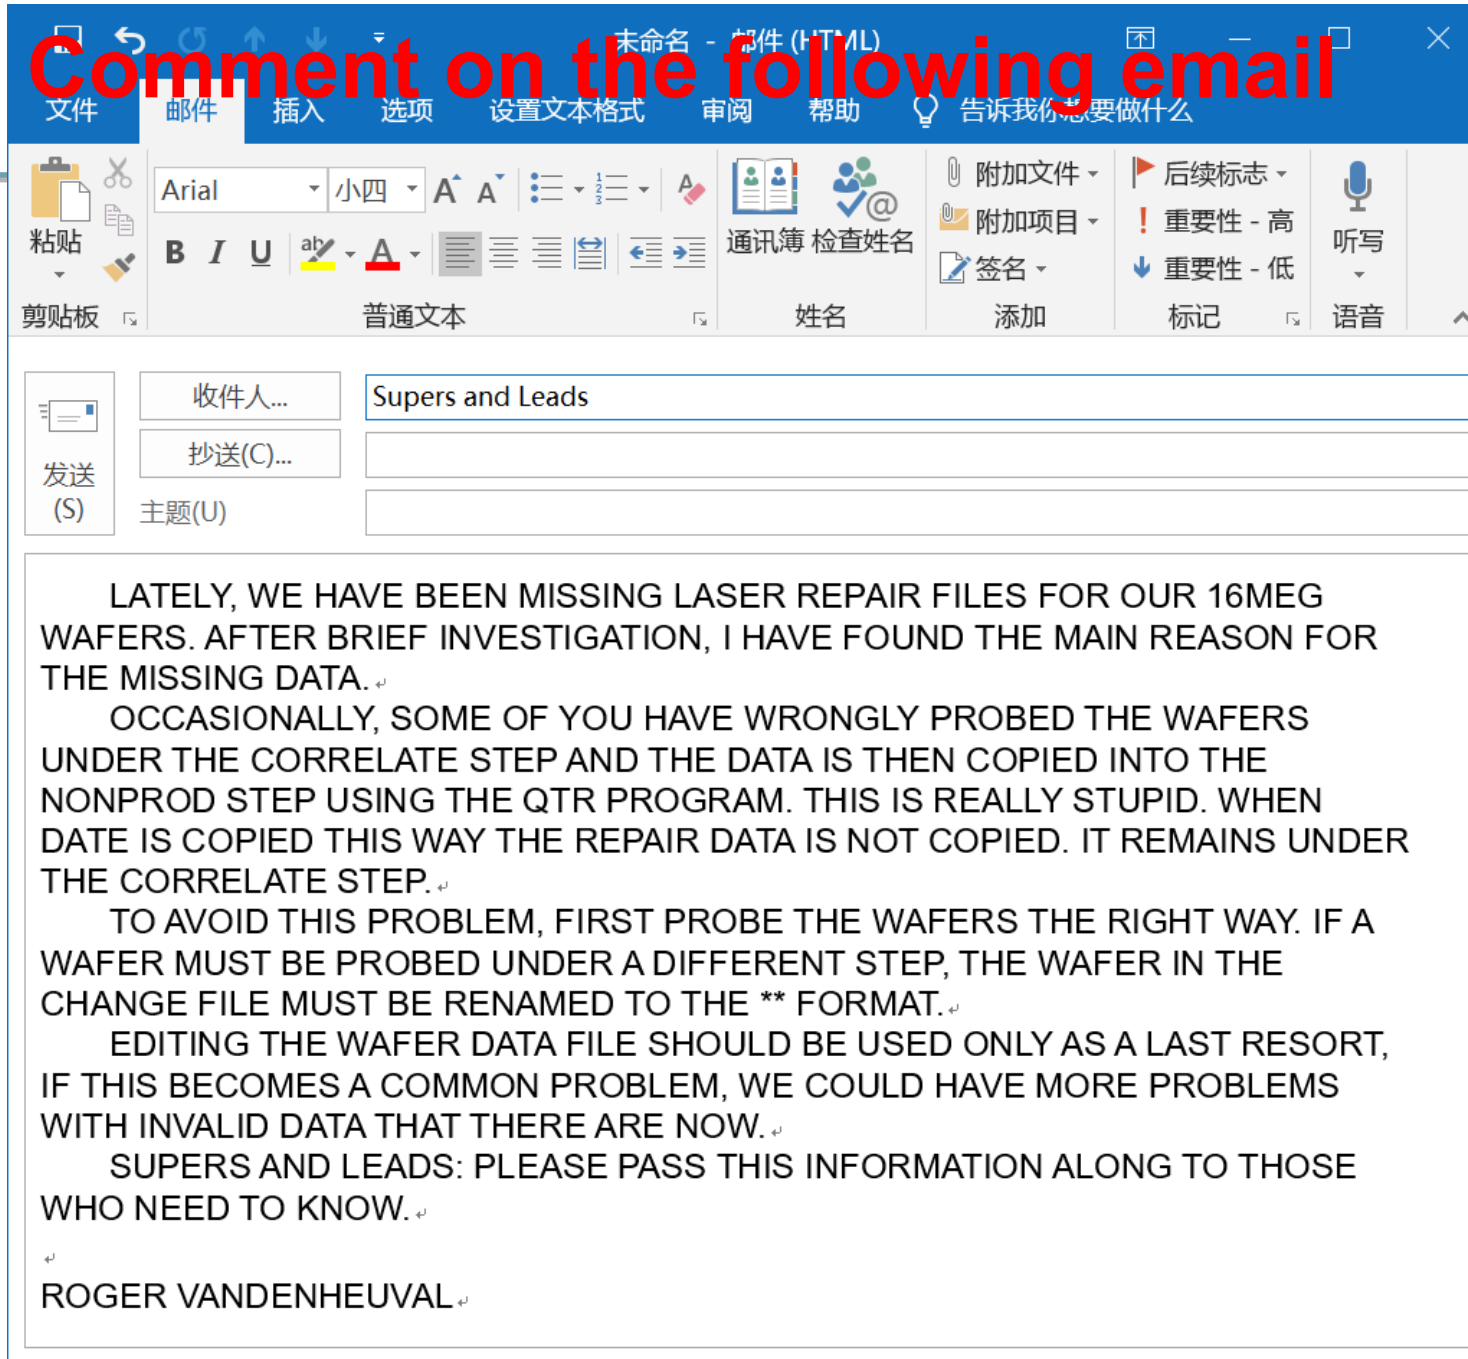 未命名 - 邮件 (HTML)
Comment on the following email
文件 邮件 插入 选项 设置文本格式 审阅 帮助 告诉我你想要做什么
粘贴
Arial 小四
通讯簿 检查姓名
附加文件
附加项目
签名
后续标志
重要性 - 高
重要性 - 低
听写
剪贴板 普通文本 姓名 添加 标记 语音
收件人... Supers and Leads
抄送(C)...
主题(U)
发送
(S)
LATELY, WE HAVE BEEN MISSING LASER REPAIR FILES FOR OUR 16MEG
WAFERS. AFTER BRIEF INVESTIGATION, I HAVE FOUND THE MAIN REASON FOR
THE MISSING DATA.
OCCASIONALLY, SOME OF YOU HAVE WRONGLY PROBED THE WAFERS
UNDER THE CORRELATE STEP AND THE DATA IS THEN COPIED INTO THE
NONPROD STEP USING THE QTR PROGRAM. THIS IS REALLY STUPID. WHEN
DATE IS COPIED THIS WAY THE REPAIR DATA IS NOT COPIED. IT REMAINS UNDER
THE CORRELATE STEP.
TO AVOID THIS PROBLEM, FIRST PROBE THE WAFERS THE RIGHT WAY. IF A
WAFER MUST BE PROBED UNDER A DIFFERENT STEP, THE WAFER IN THE
CHANGE FILE MUST BE RENAMED TO THE ** FORMAT.
EDITING THE WAFER DATA FILE SHOULD BE USED ONLY AS A LAST RESORT,
IF THIS BECOMES A COMMON PROBLEM, WE COULD HAVE MORE PROBLEMS
WITH INVALID DATA THAT THERE ARE NOW.
SUPERS AND LEADS: PLEASE PASS THIS INFORMATION ALONG TO THOSE
WHO NEED TO KNOW.
ROGER VANDENHEUVAL